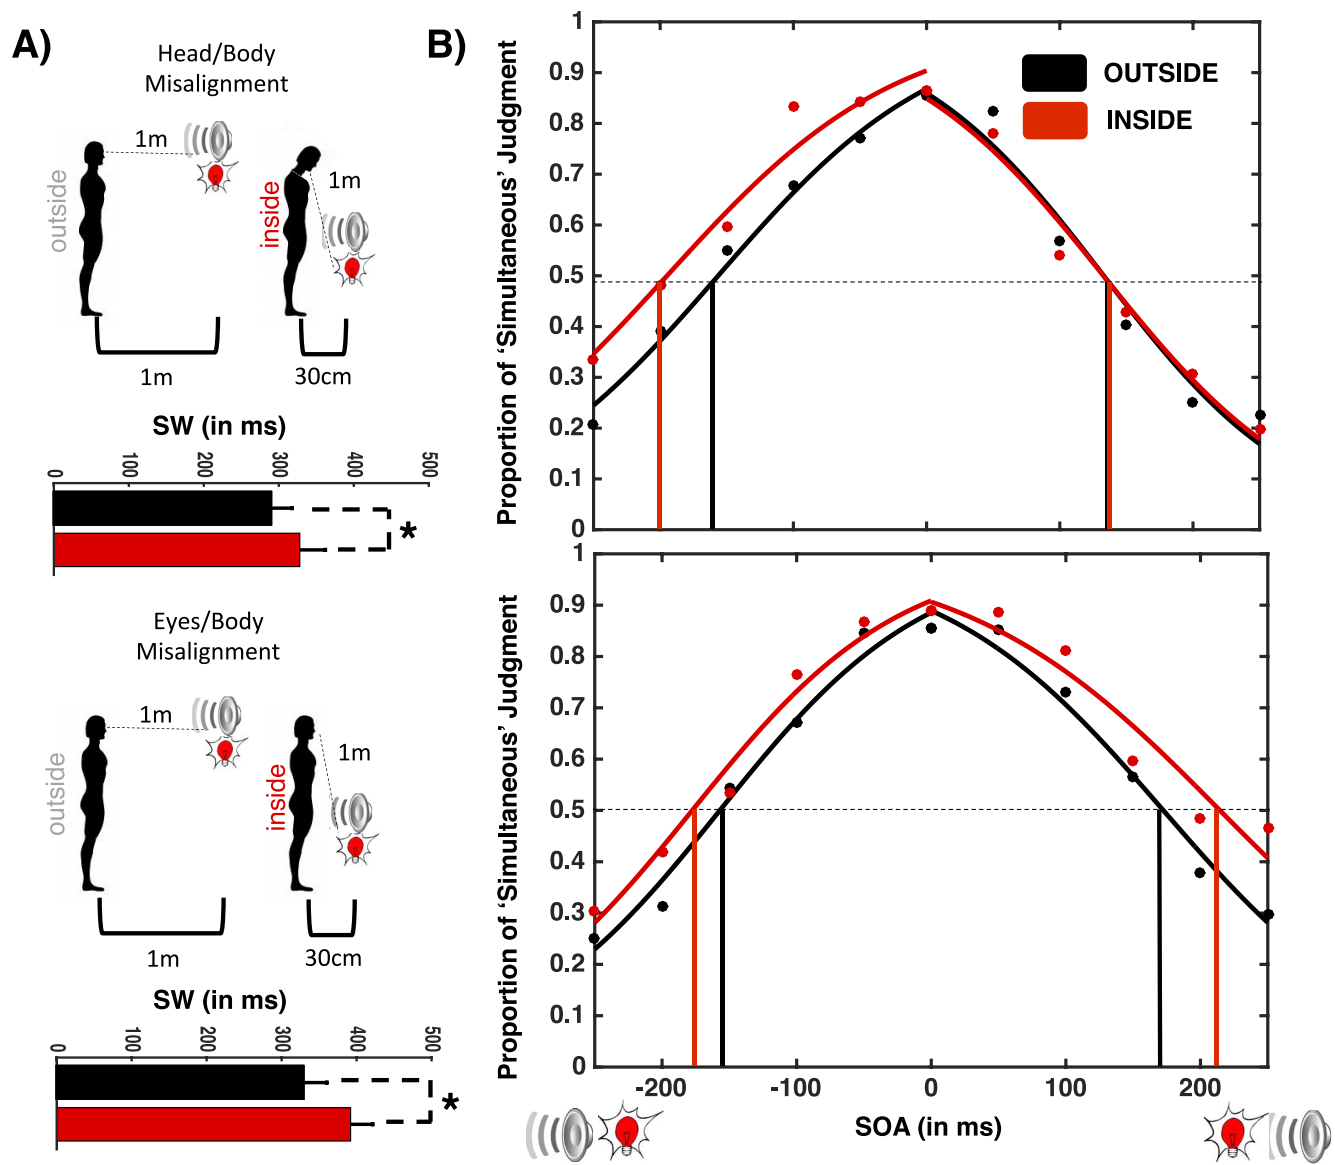 A)
Head/Body
Misalignment
1m
outside
inside
1m
1m
30cm
SW (in ms)
0 100 200 300 400 500
*
Eyes/Body
Misalignment
1m
outside
inside
1m
1m
30cm
SW (in ms)
0 100 200 300 400 500
*
B)
Proportion of ‘Simultaneous’ Judgment
1
0.9
0.8
0.7
0.6
0.5
0.4
0.3
0.2
0.1
0
OUTSIDE
INSIDE
Proportion of ‘Simultaneous’ Judgment
1
0.9
0.8
0.7
0.6
0.5
0.4
0.3
0.2
0.1
0
-200 -100 0 100 200
SOA (in ms)